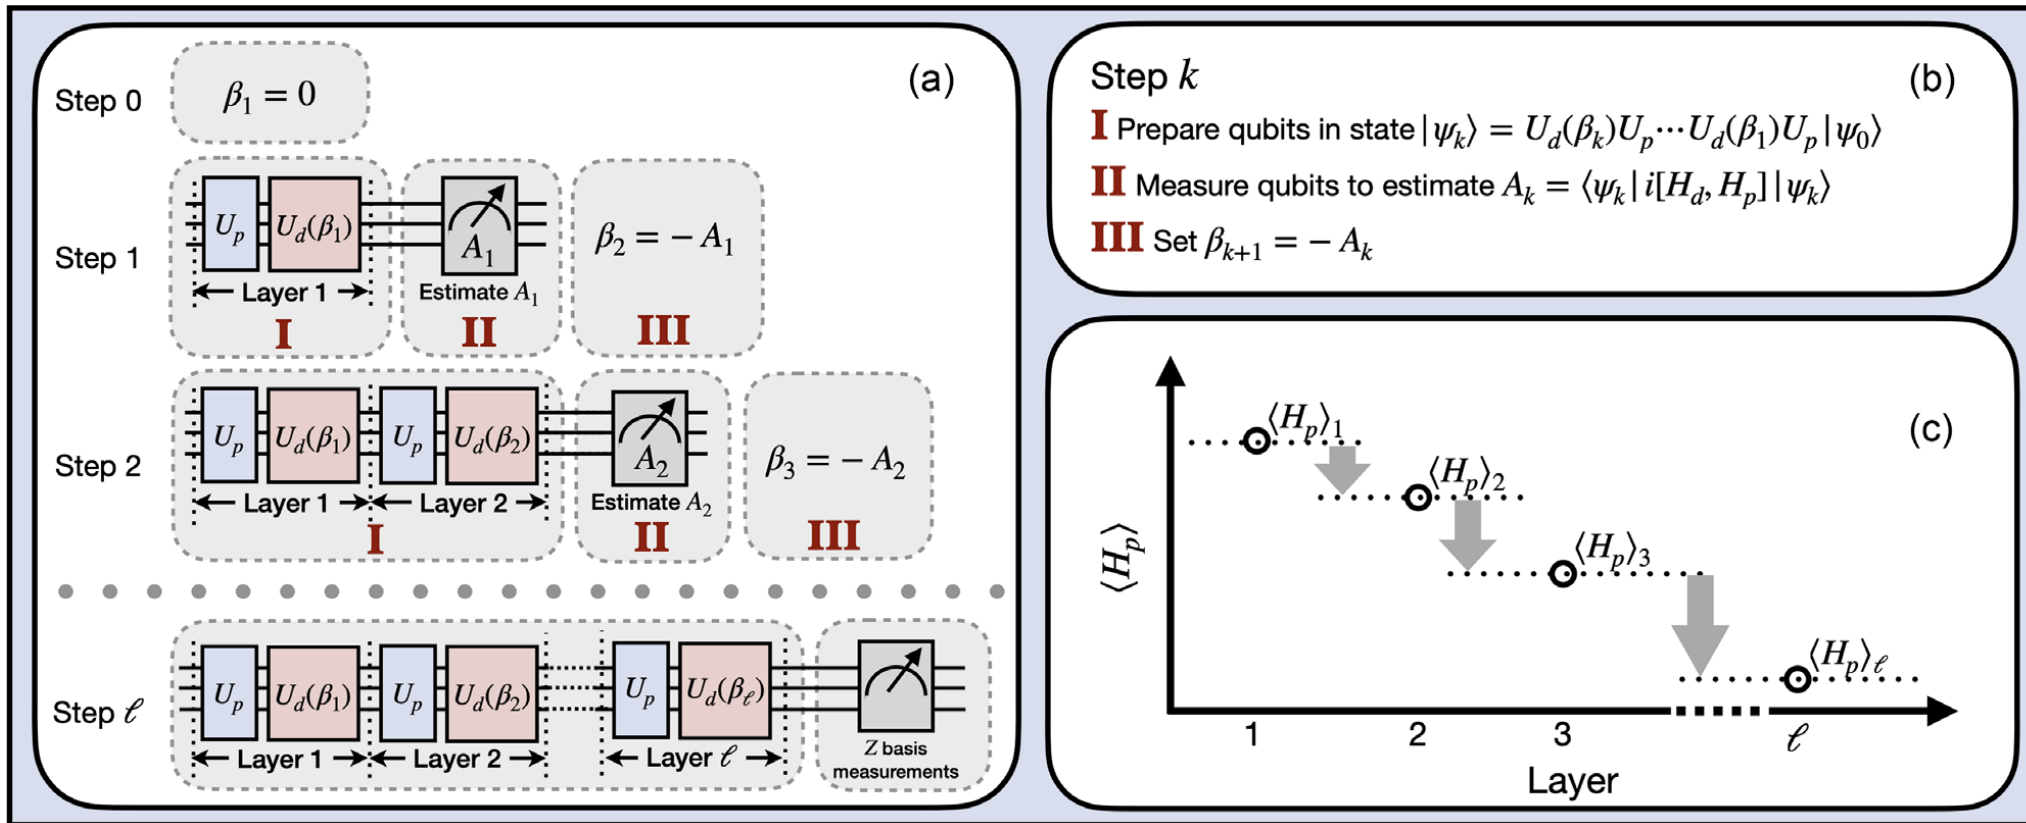 (a)
Step 0
β₁ = 0
Step 1
U_p U_d(β₁)
Layer 1
I
A₁
Estimate A₁
II
β₂ = − A₁
III
Step 2
U_p U_d(β₁) U_p U_d(β₂)
Layer 1 Layer 2
I
A₂
Estimate A₂
II
β₃ = − A₂
III
Step ℓ
U_p U_d(β₁) U_p U_d(β₂) U_p U_d(β_ℓ)
Layer 1 Layer 2 Layer ℓ
Z basis
measurements
(b)
Step k
I Prepare qubits in state |ψ_k⟩ = U_d(β_k)U_p⋯U_d(β₁)U_p|ψ₀⟩
II Measure qubits to estimate A_k = ⟨ψ_k|i[H_d, H_p]|ψ_k⟩
III Set β_{k+1} = − A_k
(c)
⟨H_p⟩
⟨H_p⟩₁
⟨H_p⟩₂
⟨H_p⟩₃
⟨H_p⟩_ℓ
1 2 3 ℓ
Layer